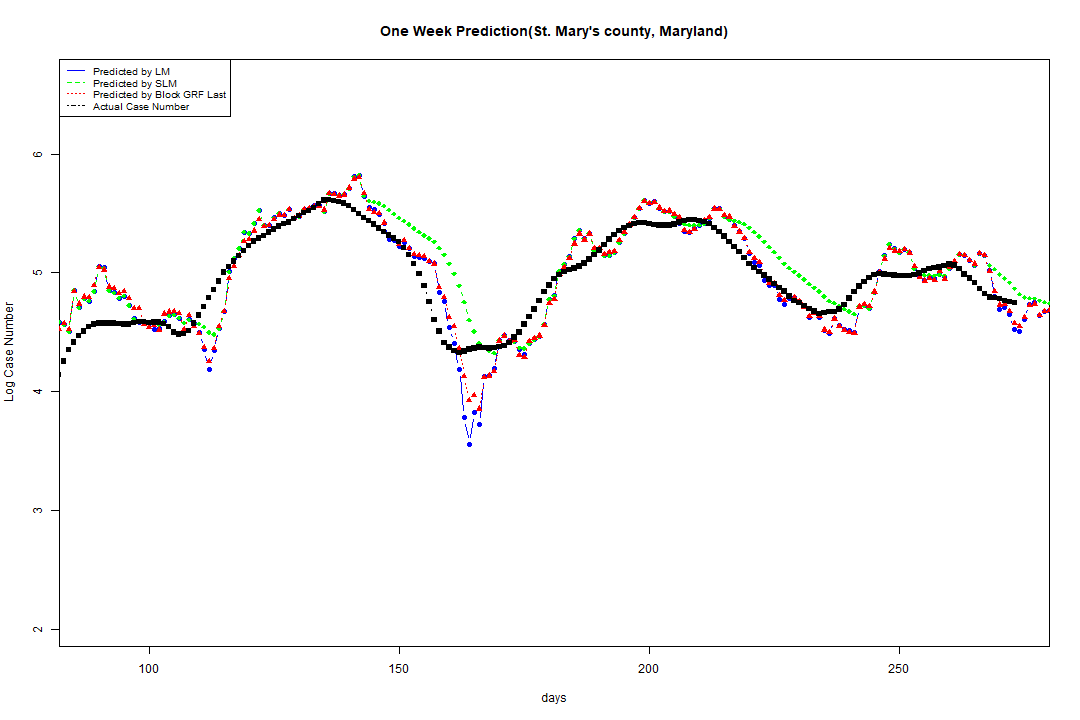 One Week Prediction(St. Mary's county, Maryland)
Predicted by LM
Predicted by SLM
Predicted by Block GRF Last
Actual Case Number
6
5
4
3
2
Log Case Number
100 150 200 250
days